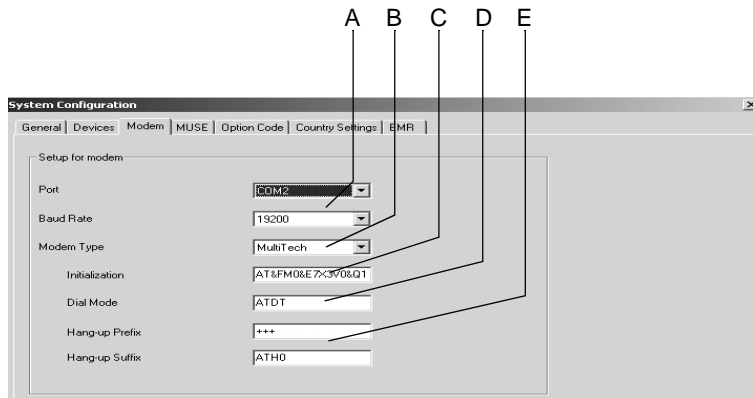 A B C D E
System Configuration
General Devices Modem MUSE Option Code Country Settings EMR
Setup for modem
Port COM2
Baud Rate 19200
Modem Type MultiTech
Initialization AT&FM0&E7X3V0&Q1
Dial Mode ATDT
Hang-up Prefix +++
Hang-up Suffix ATH0